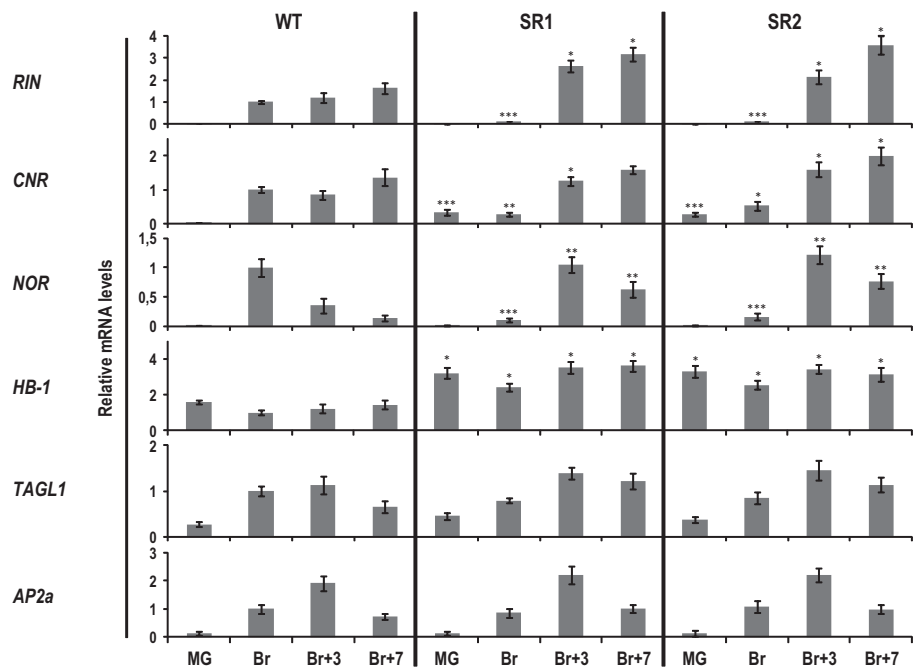 WT SR1 SR2
Relative mRNA levels
RIN
4
3
2
1
0
*** * *
*** * *
CNR
2
1
0
*** ** *
*** * * *
NOR
1,5
1
0,5
0
*** ** **
*** ** **
HB-1
6
4
2
0
* * * *
* * * *
TAGL1
2
1
0
AP2a
3
2
1
0
MG Br Br+3 Br+7 MG Br Br+3 Br+7 MG Br Br+3 Br+7